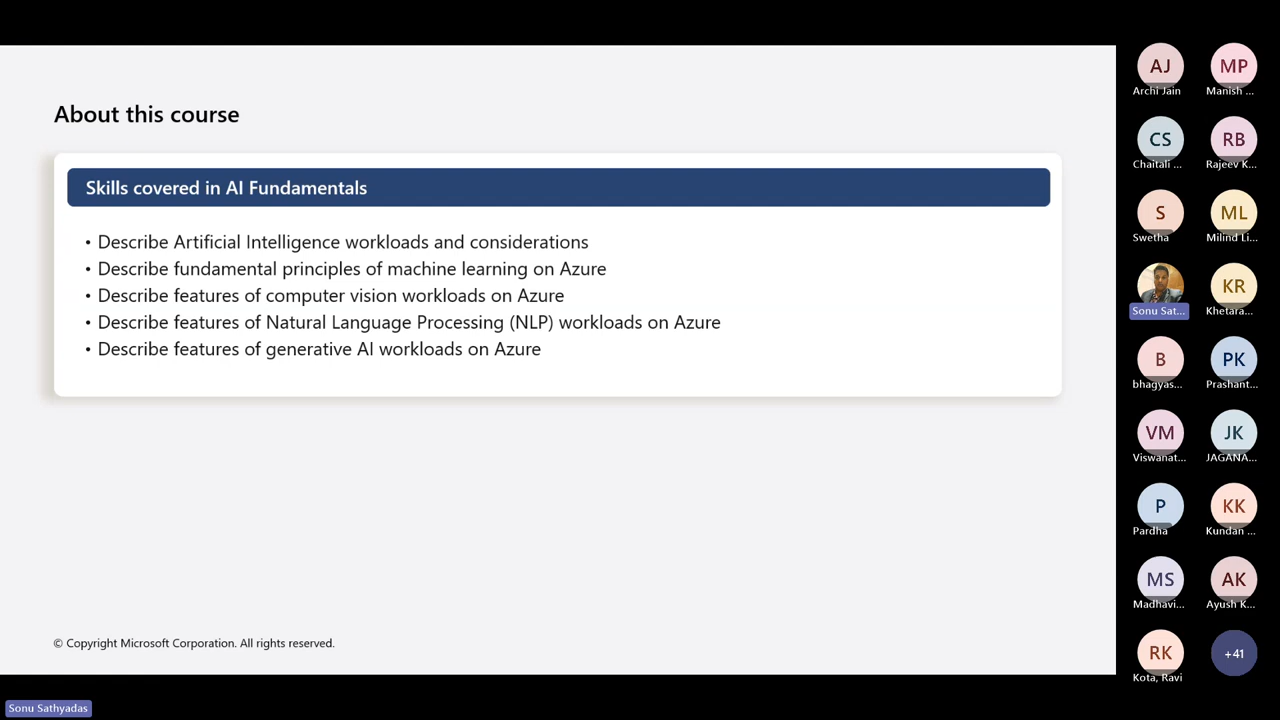 About this course
Skills covered in AI Fundamentals
• Describe Artificial Intelligence workloads and considerations
• Describe fundamental principles of machine learning on Azure
• Describe features of computer vision workloads on Azure
• Describe features of Natural Language Processing (NLP) workloads on Azure
• Describe features of generative AI workloads on Azure
© Copyright Microsoft Corporation. All rights reserved.
AJ MP
Archi Jain Manish ...
CS RB
Chaitali ... Rajeev K...
S ML
Swetha Milind Li...
KR
Sonu Sat... Khetara...
B PK
bhagyas... Prashant...
VM JK
Viswanat... JAGANA...
P KK
Pardha Kundan ...
MS AK
Madhavi... Ayush K...
RK +41
Kota, Ravi
Sonu Sathyadas